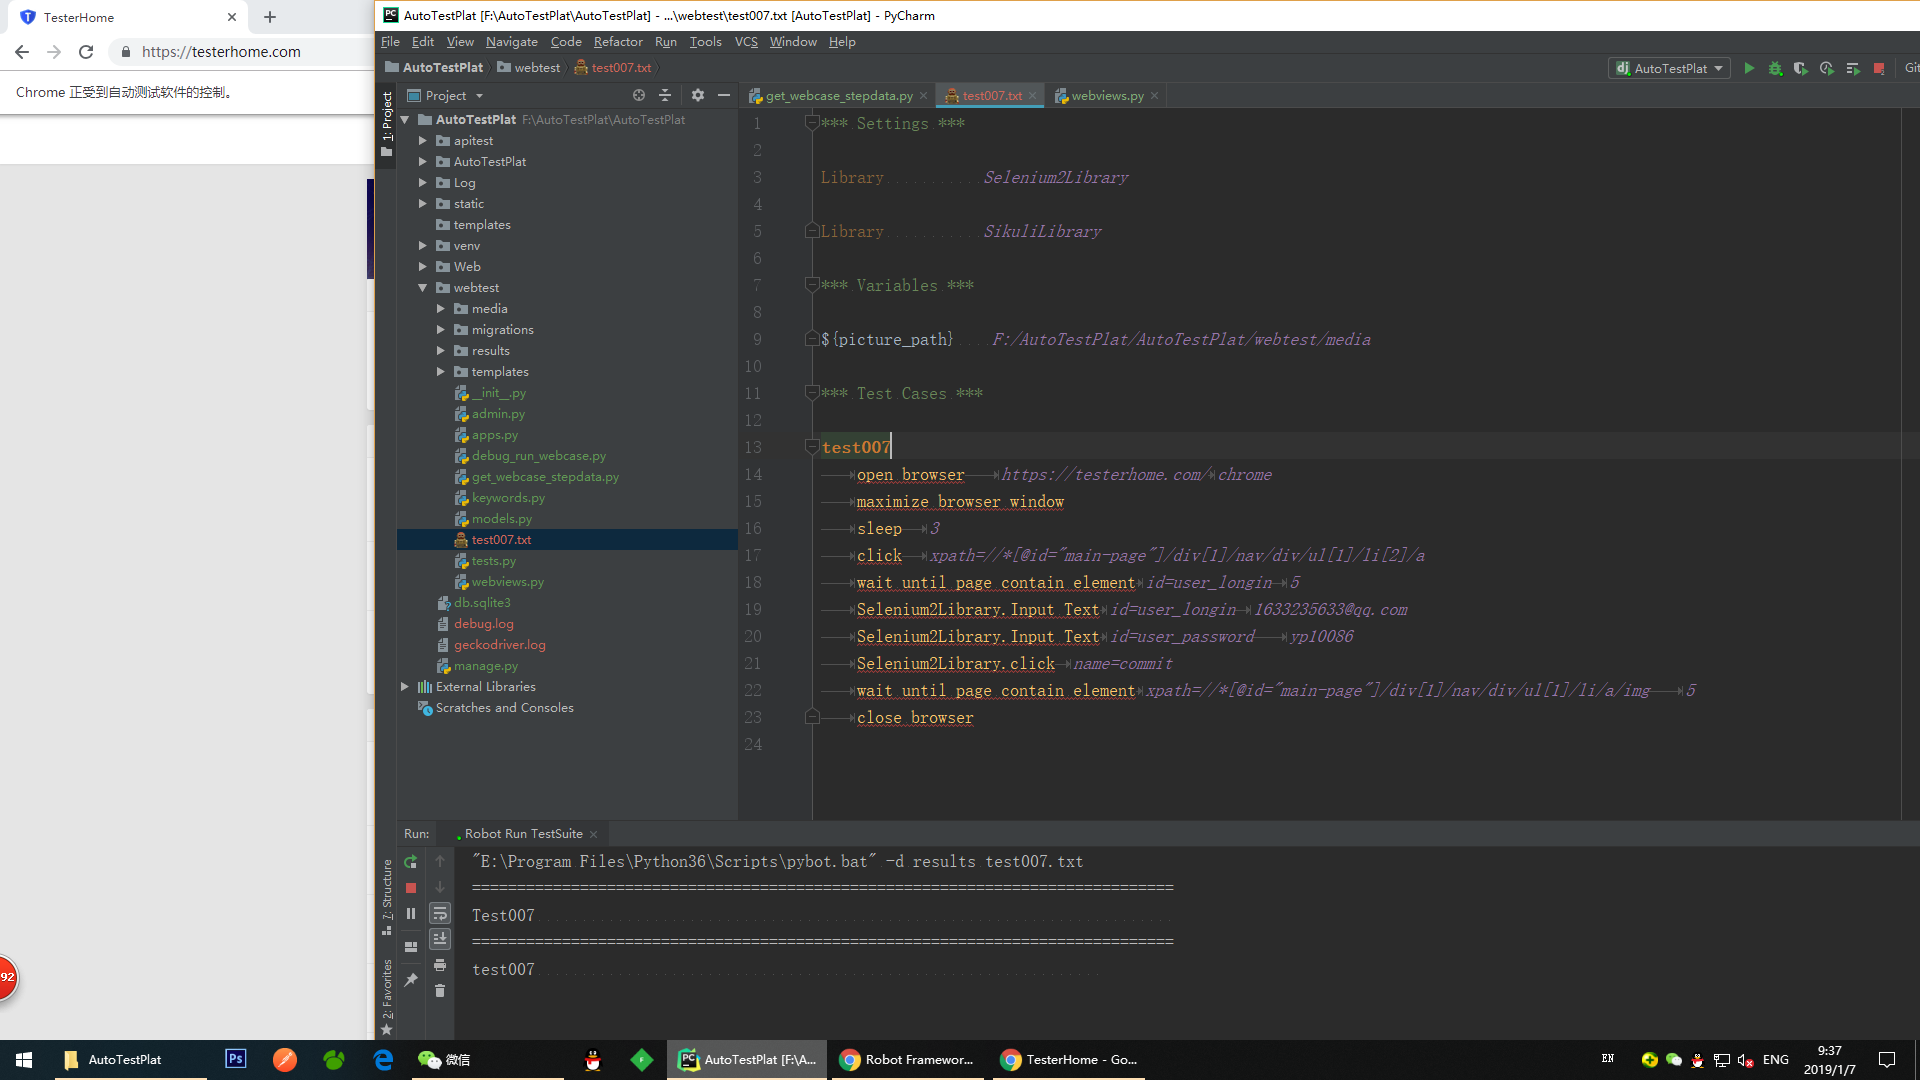 TesterHome
https://testerhome.com
Chrome 正受到自动测试软件的控制。
92
AutoTestPlat [F:\AutoTestPlat\AutoTestPlat] - ...\webtest\test007.txt [AutoTestPlat] - PyCharm
File Edit View Navigate Code Refactor Run Tools VCS Window Help
AutoTestPlat webtest test007.txt
AutoTestPlat
Git
1: Project
Project
AutoTestPlat F:\AutoTestPlat\AutoTestPlat
apitest
AutoTestPlat
Log
static
templates
venv
Web
webtest
media
migrations
results
templates
__init__.py
admin.py
apps.py
debug_run_webcase.py
get_webcase_stepdata.py
keywords.py
models.py
test007.txt
tests.py
webviews.py
db.sqlite3
debug.log
geckodriver.log
manage.py
External Libraries
Scratches and Consoles
get_webcase_stepdata.py test007.txt webviews.py
1 *** Settings ***
2
3 Library Selenium2Library
4
5 Library SikuliLibrary
6
7 *** Variables ***
8
9 ${picture_path} F:/AutoTestPlat/AutoTestPlat/webtest/media
10
11 *** Test Cases ***
12
13 test007
14 open browser https://testerhome.com/ chrome
15 maximize browser window
16 sleep 3
17 click xpath=//*[@id="main-page"]/div[1]/nav/div/ul[1]/li[2]/a
18 wait until page contain element id=user_longin 5
19 Selenium2Library.Input Text id=user_longin 1633235633@qq.com
20 Selenium2Library.Input Text id=user_password yp10086
21 Selenium2Library.click name=commit
22 wait until page contain element xpath=//*[@id="main-page"]/div[1]/nav/div/ul[1]/li/a/img 5
23 close browser
24
7: Structure
2: Favorites
Run: Robot Run TestSuite
"E:\Program Files\Python36\Scripts\pybot.bat" -d results test007.txt
==============================================================================
Test007
==============================================================================
test007
AutoTestPlat
Ps
微信
AutoTestPlat [F:\A...
Robot Framewor...
TesterHome - Go...
EN
ENG
9:37
2019/1/7